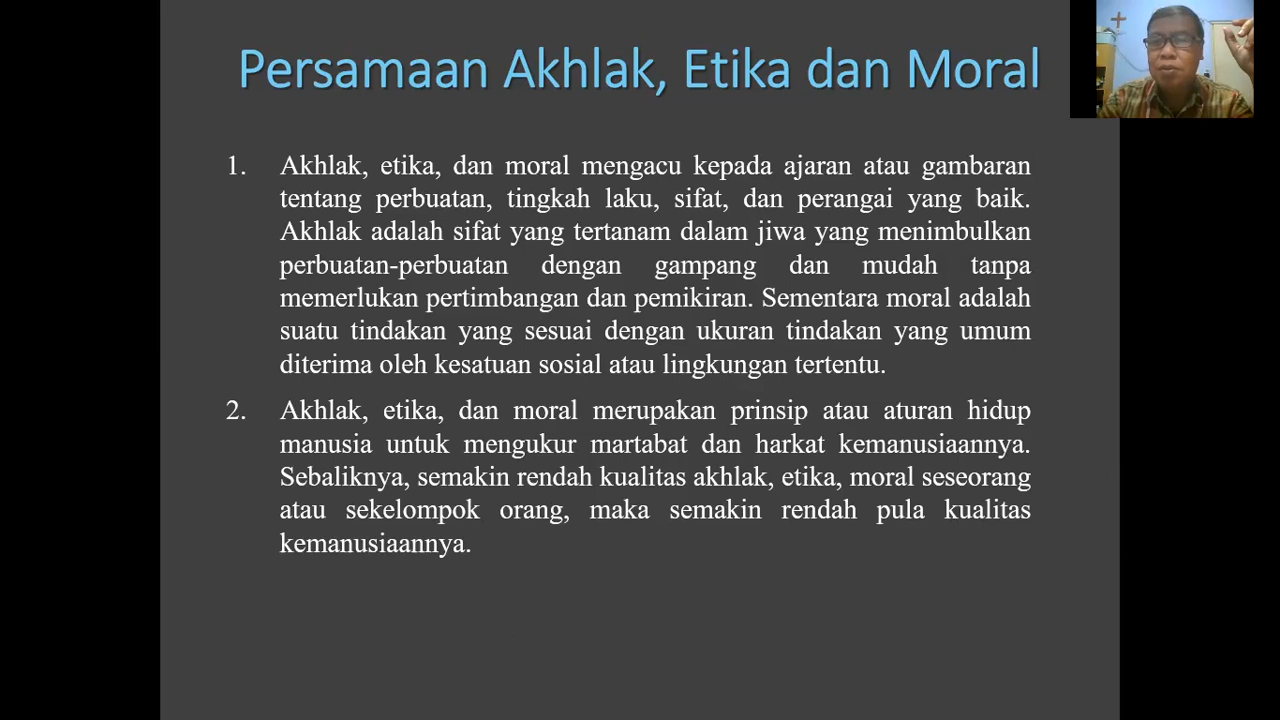 Persamaan Akhlak, Etika dan Moral
1. Akhlak, etika, dan moral mengacu kepada ajaran atau gambaran
tentang perbuatan, tingkah laku, sifat, dan perangai yang baik.
Akhlak adalah sifat yang tertanam dalam jiwa yang menimbulkan
perbuatan-perbuatan dengan gampang dan mudah tanpa
memerlukan pertimbangan dan pemikiran. Sementara moral adalah
suatu tindakan yang sesuai dengan ukuran tindakan yang umum
diterima oleh kesatuan sosial atau lingkungan tertentu.
2. Akhlak, etika, dan moral merupakan prinsip atau aturan hidup
manusia untuk mengukur martabat dan harkat kemanusiaannya.
Sebaliknya, semakin rendah kualitas akhlak, etika, moral seseorang
atau sekelompok orang, maka semakin rendah pula kualitas
kemanusiaannya.